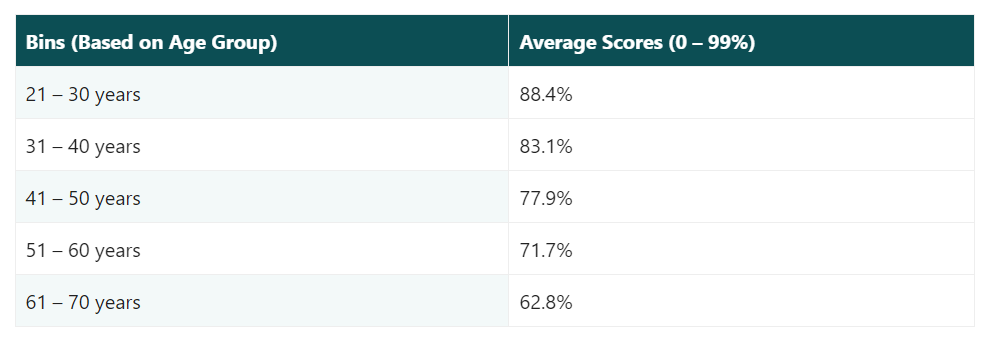 Bins (Based on Age Group) Average Scores (0 – 99%)
21 – 30 years 88.4%
31 – 40 years 83.1%
41 – 50 years 77.9%
51 – 60 years 71.7%
61 – 70 years 62.8%